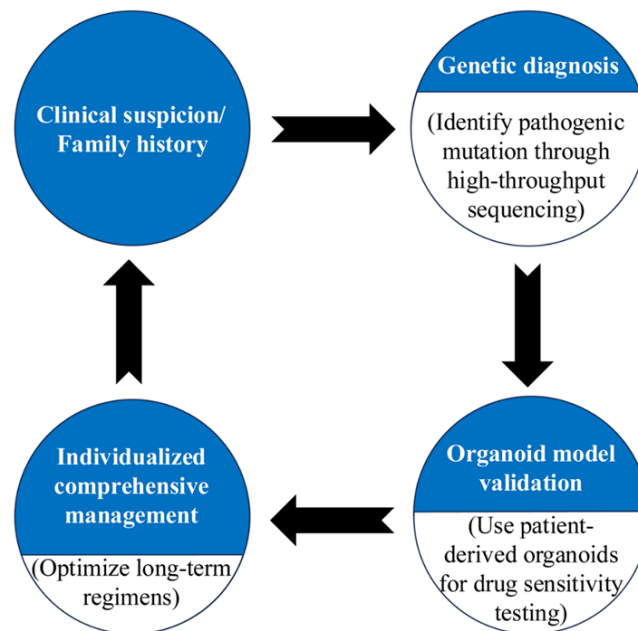 Clinical suspicion/
Family history
Genetic diagnosis
(Identify pathogenic
mutation through
high-throughput
sequencing)
Organoid model
validation
(Use patient-
derived organoids
for drug sensitivity
testing)
Individualized
comprehensive
management
(Optimize long-term
regimens)